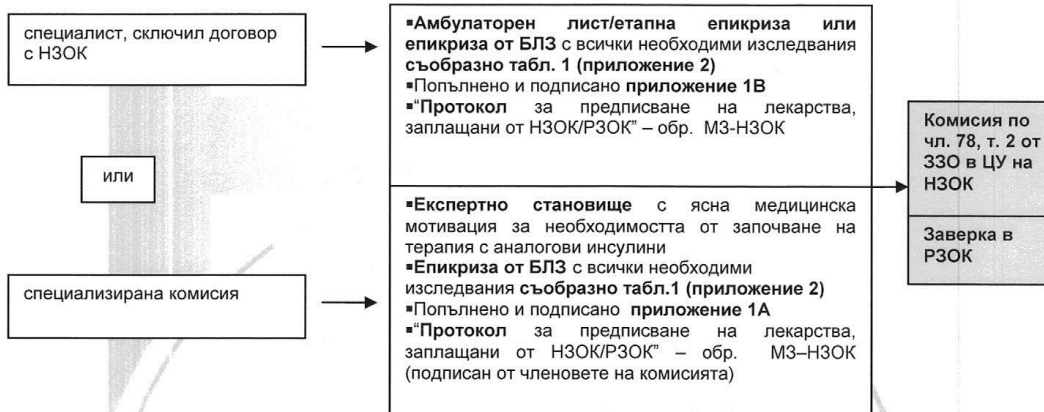 специалист, сключил договор
с НЗОК
или
специализирана комисия
▪Амбулаторен лист/етапна епикриза или
епикриза от БЛЗ с всички необходими изследвания
съобразно табл. 1 (приложение 2)
▪Попълнено и подписано приложение 1В
▪“Протокол за предписване на лекарства,
заплащани от НЗОК/РЗОК” – обр. МЗ-НЗОК
▪Експертно становище с ясна медицинска
мотивация за необходимостта от започване на
терапия с аналогови инсулини
▪Епикриза от БЛЗ с всички необходими
изследвания съобразно табл.1 (приложение 2)
▪Попълнено и подписано приложение 1А
▪“Протокол за предписване на лекарства,
заплащани от НЗОК/РЗОК” – обр. МЗ–НЗОК
(подписан от членовете на комисията)
Комисия по
чл. 78, т. 2 от
ЗЗО в ЦУ на
НЗОК
Заверка в
РЗОК